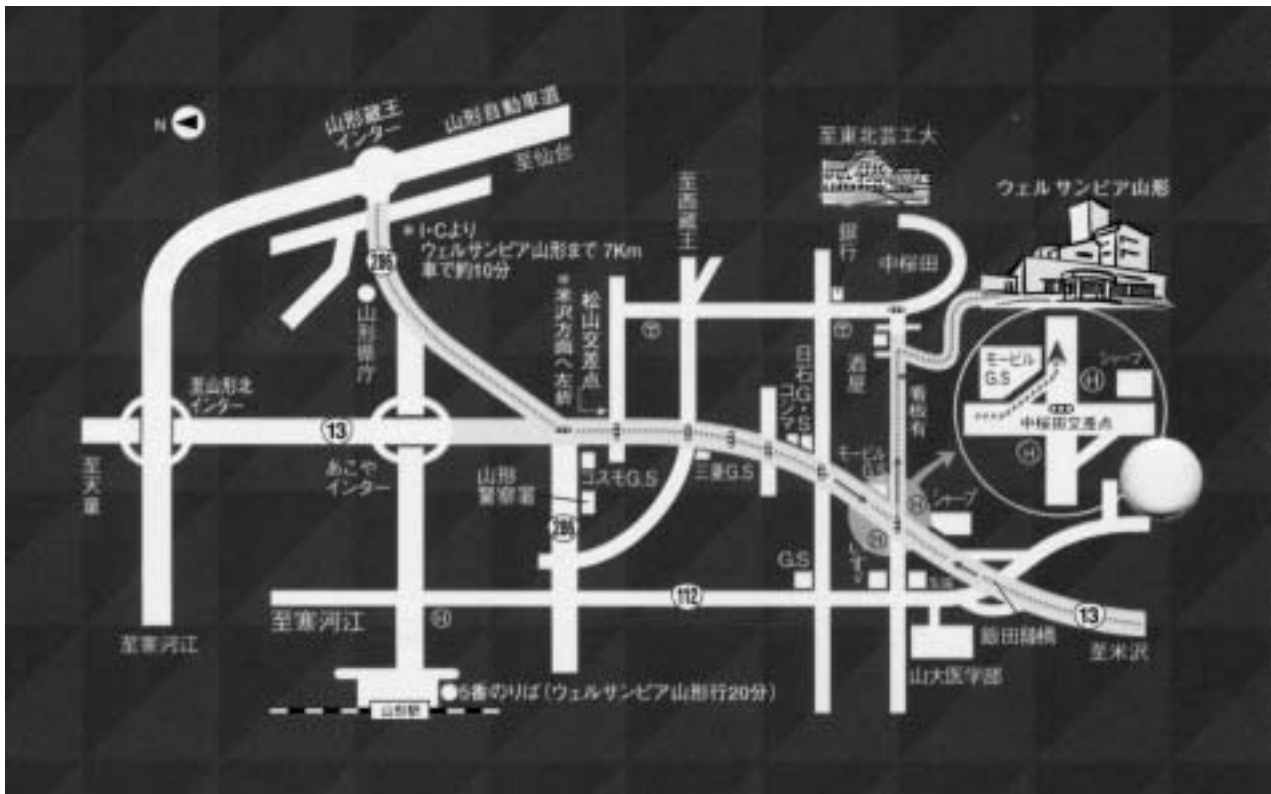 N
山形蔵王
インター
山形自動車道
至仙台
至東北芸工大
ウェルサンピア山形
至西蔵王
銀行
中桜田
※I・Cより
ウェルサンピア山形まで 7Km
車で約10分
286
山形県庁
松山交差点
※米沢方面へ左折
〒
〒
日石G・S
コジマ
酒屋
看板有
モービル
G.S
シャープ
H
中桜田交差点
H
至山形北
インター
13
至天童
あこや
インター
山形
警察署
コスモG.S
三菱G.S
モービル
G.S
H
シャープ
H
286
G.S
いすゞ
112
至寒河江
H
至寒河江
13
飯田陸橋
至米沢
山大医学部
5番のりば(ウェルサンピア山形行20分)
山形駅